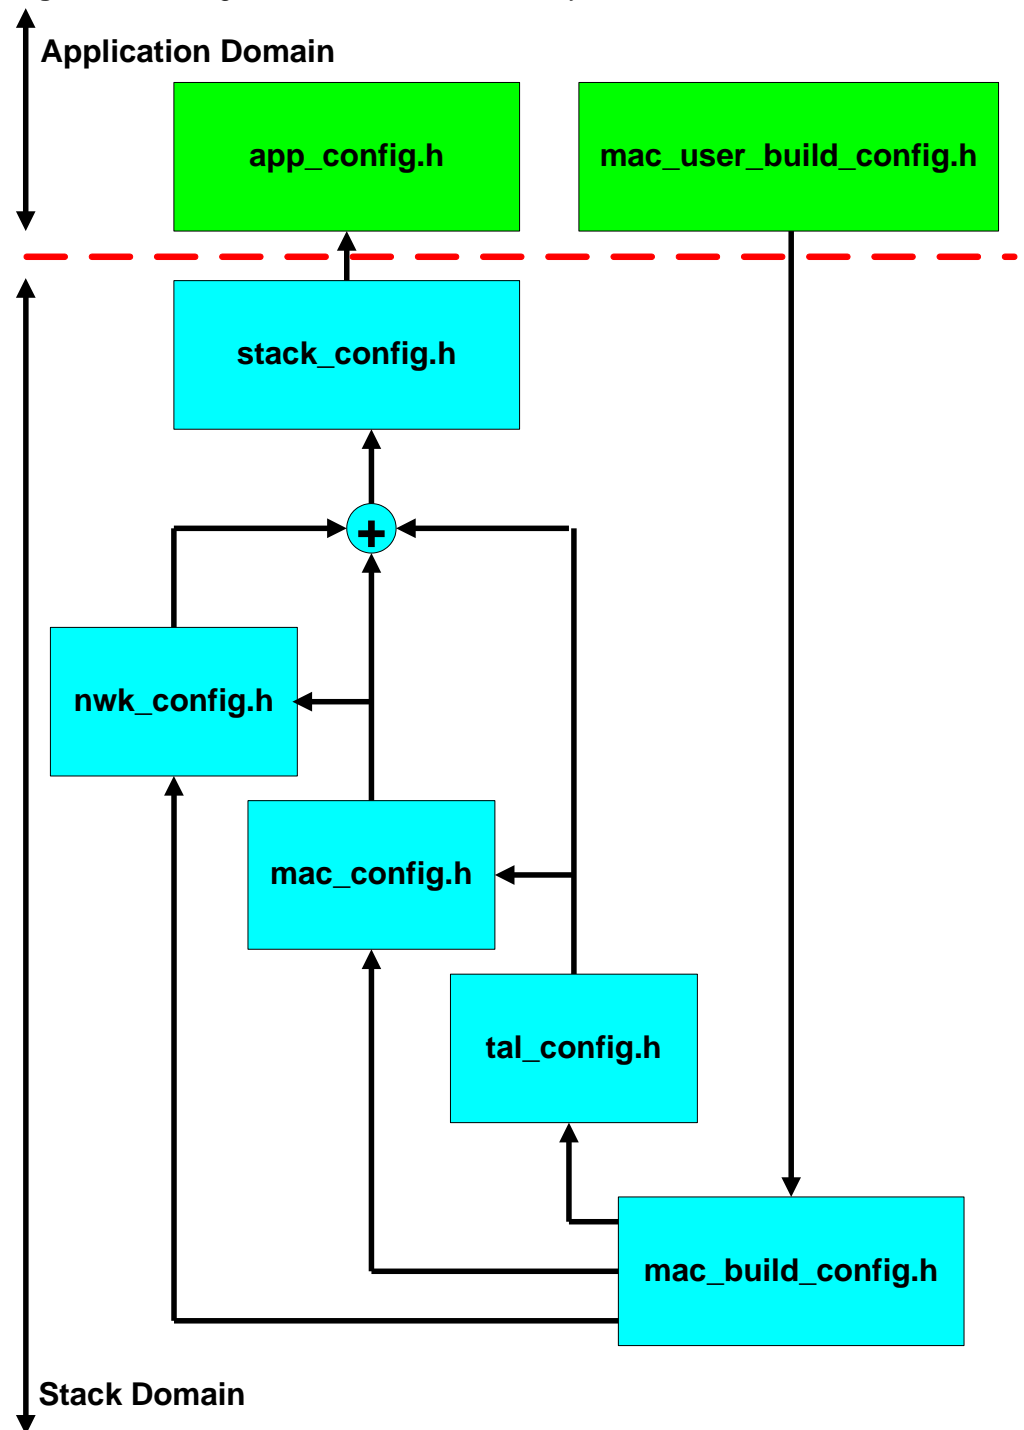 Application Domain
app_config.h
mac_user_build_config.h
stack_config.h
+
nwk_config.h
mac_config.h
tal_config.h
mac_build_config.h
Stack Domain